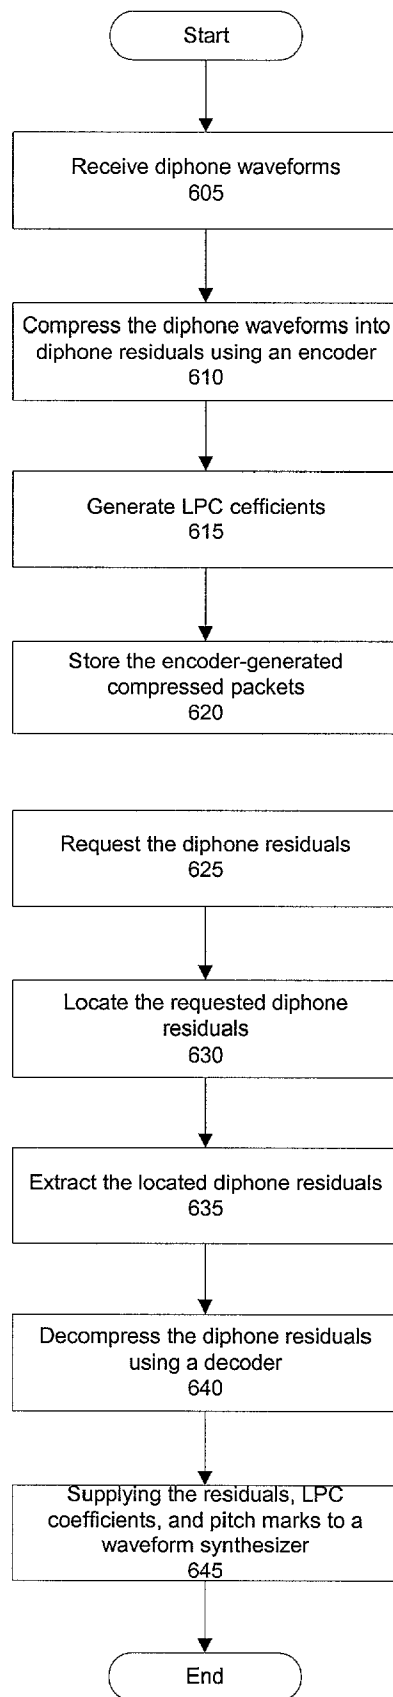 Start
Receive diphone waveforms
605
Compress the diphone waveforms into
diphone residuals using an encoder
610
Generate LPC cefficients
615
Store the encoder-generated
compressed packets
620
Request the diphone residuals
625
Locate the requested diphone
residuals
630
Extract the located diphone residuals
635
Decompress the diphone residuals
using a decoder
640
Supplying the residuals, LPC
coefficients, and pitch marks to a
waveform synthesizer
645
End